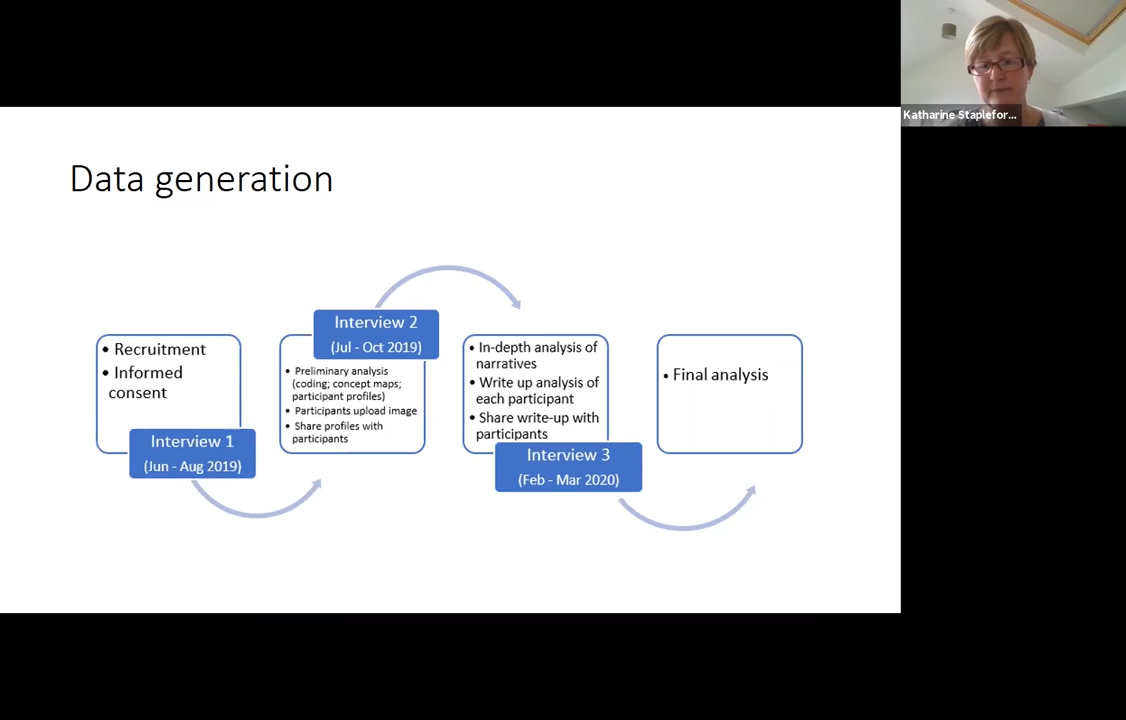 Katharine Staplefor...
Data generation
• Recruitment
• Informed
consent
Interview 1
(Jun - Aug 2019)
Interview 2
(Jul - Oct 2019)
• Preliminary analysis
(coding; concept maps;
participant profiles)
• Participants upload image
• Share profiles with
participants
• In-depth analysis of
narratives
• Write up analysis of
each participant
• Share write-up with
participants
Interview 3
(Feb - Mar 2020)
• Final analysis